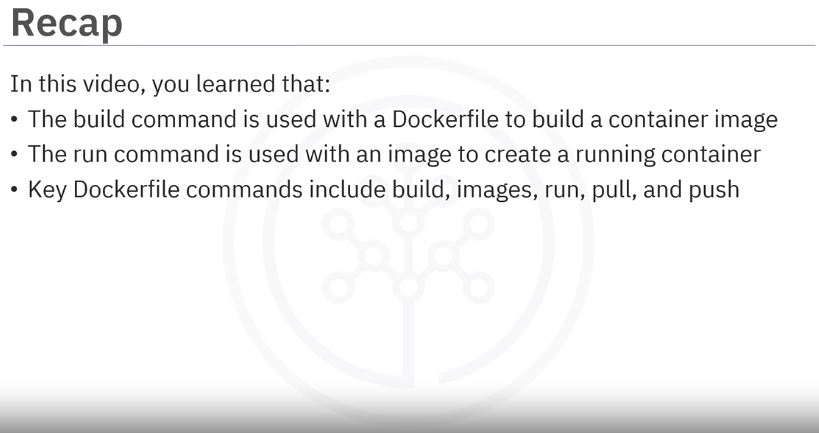 Recap
In this video, you learned that:
• The build command is used with a Dockerfile to build a container image
• The run command is used with an image to create a running container
• Key Dockerfile commands include build, images, run, pull, and push